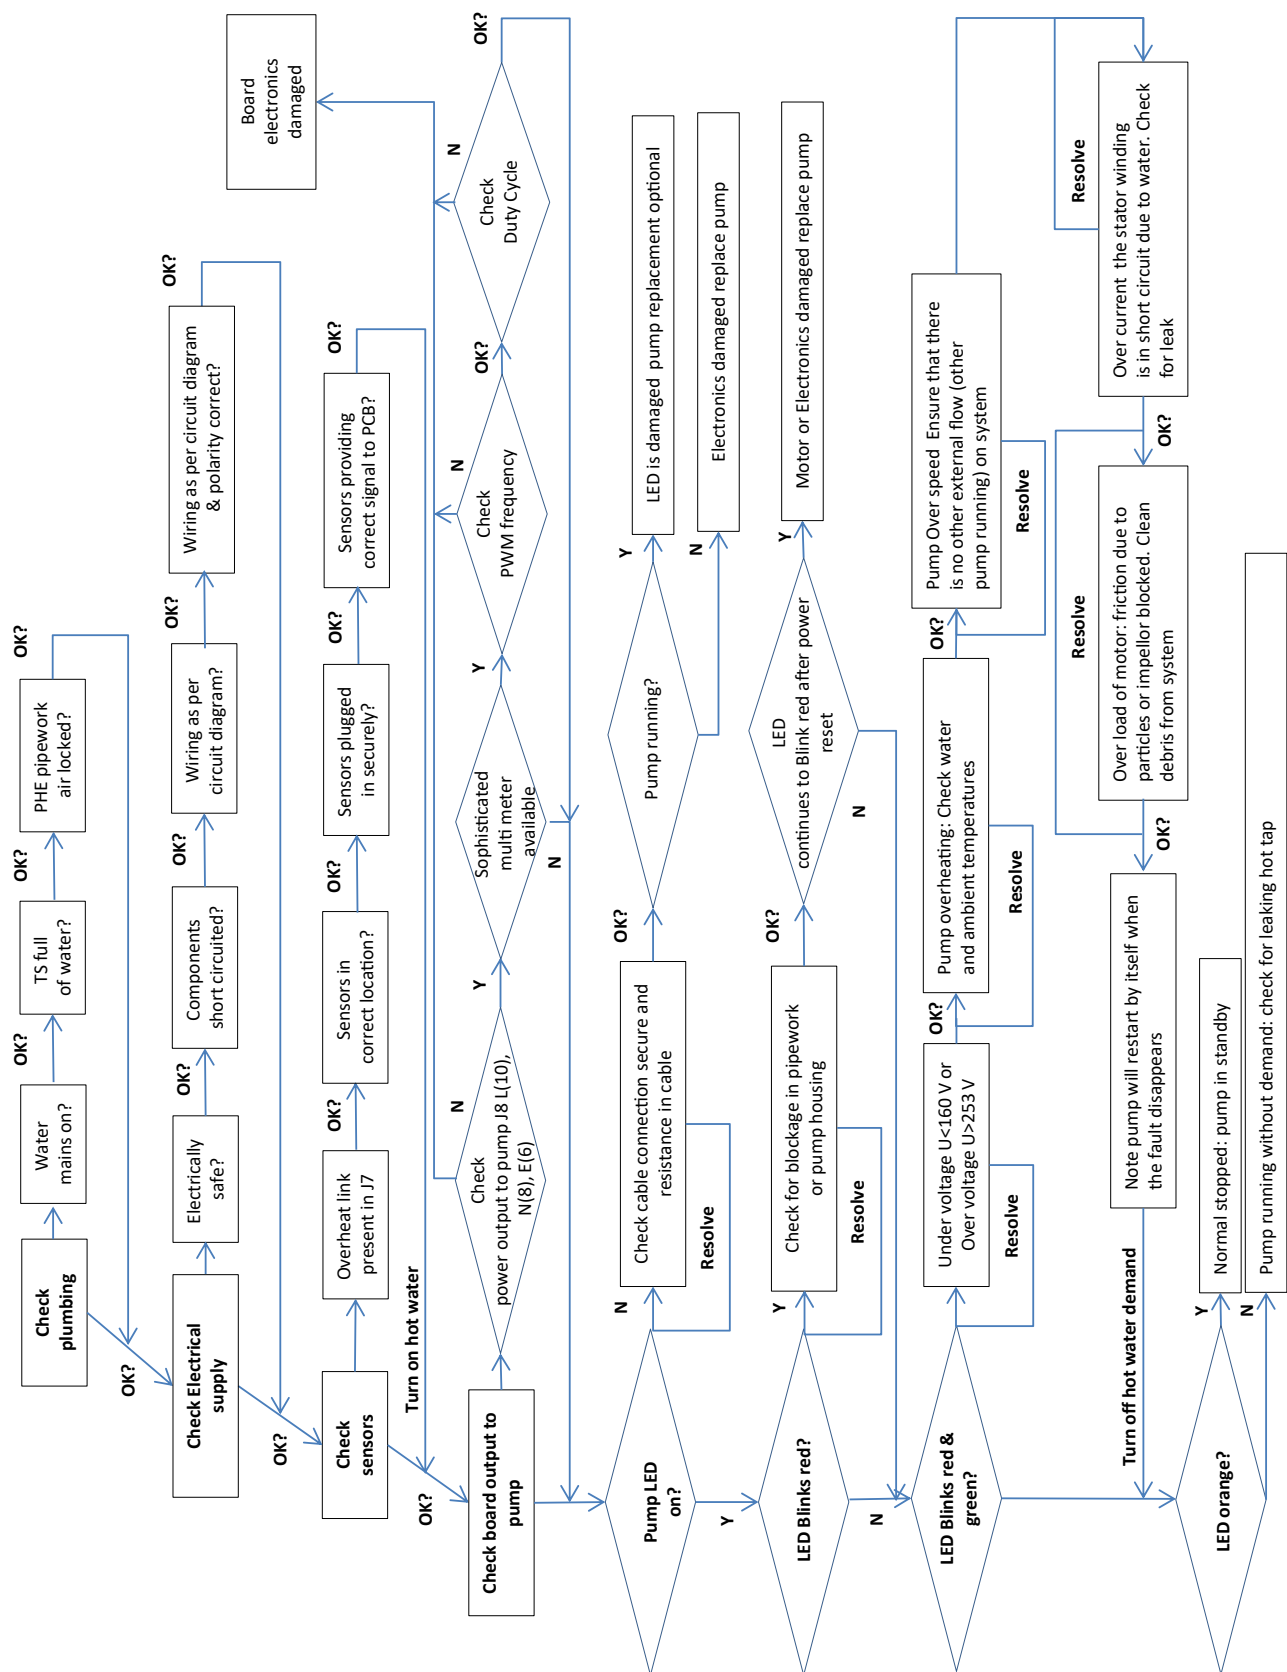 Check
plumbing
Water
mains on?
OK?
TS full
of water?
OK?
PHE pipework
air locked?
OK?
OK?
Check Electrical
supply
Electrically
safe?
OK?
Components
short circuited?
OK?
Wiring as per
circuit diagram?
OK?
Wiring as per circuit diagram
& polarity correct?
OK?
OK?
Check
sensors
Overheat link
present in J7
OK?
Sensors in
correct location?
OK?
Sensors plugged
in securely?
OK?
Sensors providing
correct signal to PCB?
OK?
Board
electronics
damaged
Turn on hot water
OK?
Check board output to
pump
Check
power output to pump J8 L(10),
N(8), E(6)
N
Y
Sophisticated
multi meter
available
Y
N
Check
PWM frequency
N
OK?
Check
Duty Cycle
N
OK?
Pump LED
on?
N
Y
Check cable connection secure and
resistance in cable
Resolve
OK?
Pump running?
Y
LED is damaged pump replacement optional
N
Electronics damaged replace pump
LED Blinks red?
Y
N
Check for blockage in pipework
or pump housing
Resolve
OK?
LED
continues to Blink red after power
reset
Y
N
Motor or Electronics damaged replace pump
LED Blinks red &
green?
Under voltage U<160 V or
Over voltage U>253 V
Resolve
OK?
Pump overheating: Check water
and ambient temperatures
Resolve
OK?
Pump Over speed Ensure that there
is no other external flow (other
pump running) on system
Resolve
Resolve
Over current the stator winding
is in short circuit due to water. Check
for leak
OK?
Resolve
Over load of motor: friction due to
particles or impellor blocked. Clean
debris from system
OK?
Note pump will restart by itself when
the fault disappears
Turn off hot water demand
LED orange?
Y
Normal stopped: pump in standby
N
Pump running without demand: check for leaking hot tap